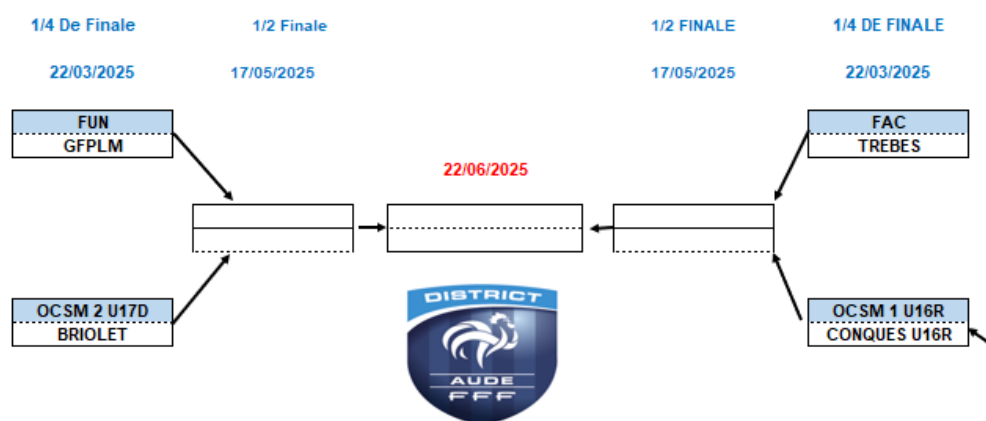 1/4 De Finale
1/2 Finale
1/2 FINALE
1/4 DE FINALE
22/03/2025
17/05/2025
17/05/2025
22/03/2025
FUN
GFPLM
FAC
TREBES
22/06/2025
OCSM 2 U17D
BRIOLET
OCSM 1 U16R
CONQUES U16R
DISTRICT
AUDE
FFF